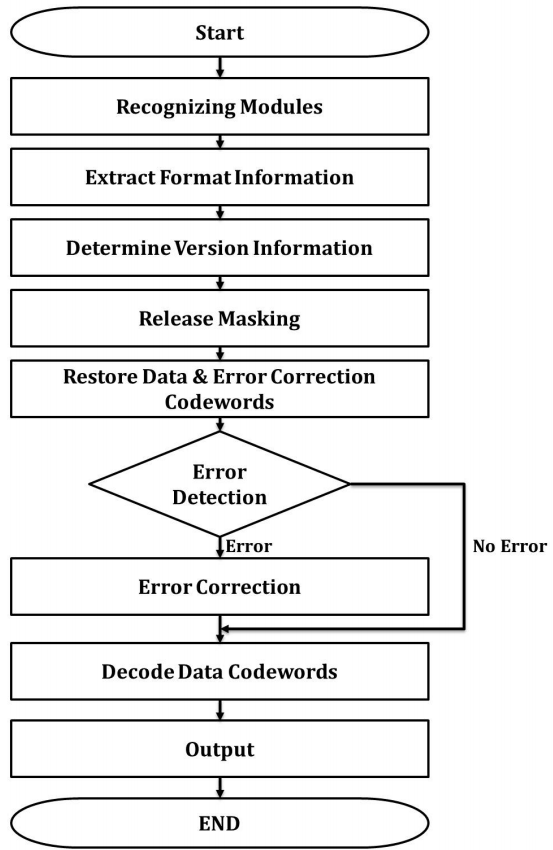 Start
Recognizing Modules
Extract Format Information
Determine Version Information
Release Masking
Restore Data & Error Correction
Codewords
Error
Detection
Error
No Error
Error Correction
Decode Data Codewords
Output
END